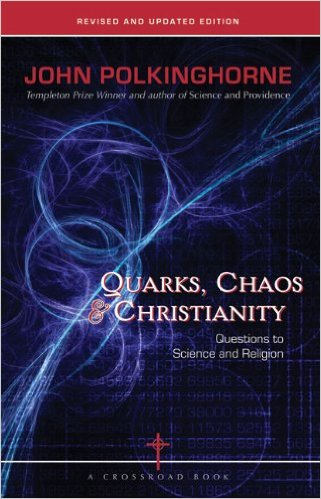 REVISED AND UPDATED EDITION
JOHN POLKINGHORNE
Templeton Prize Winner and author of Science and Providence
QUARKS, CHAOS
& CHRISTIANITY
Questions to
Science and Religion
A CROSSROAD BOOK